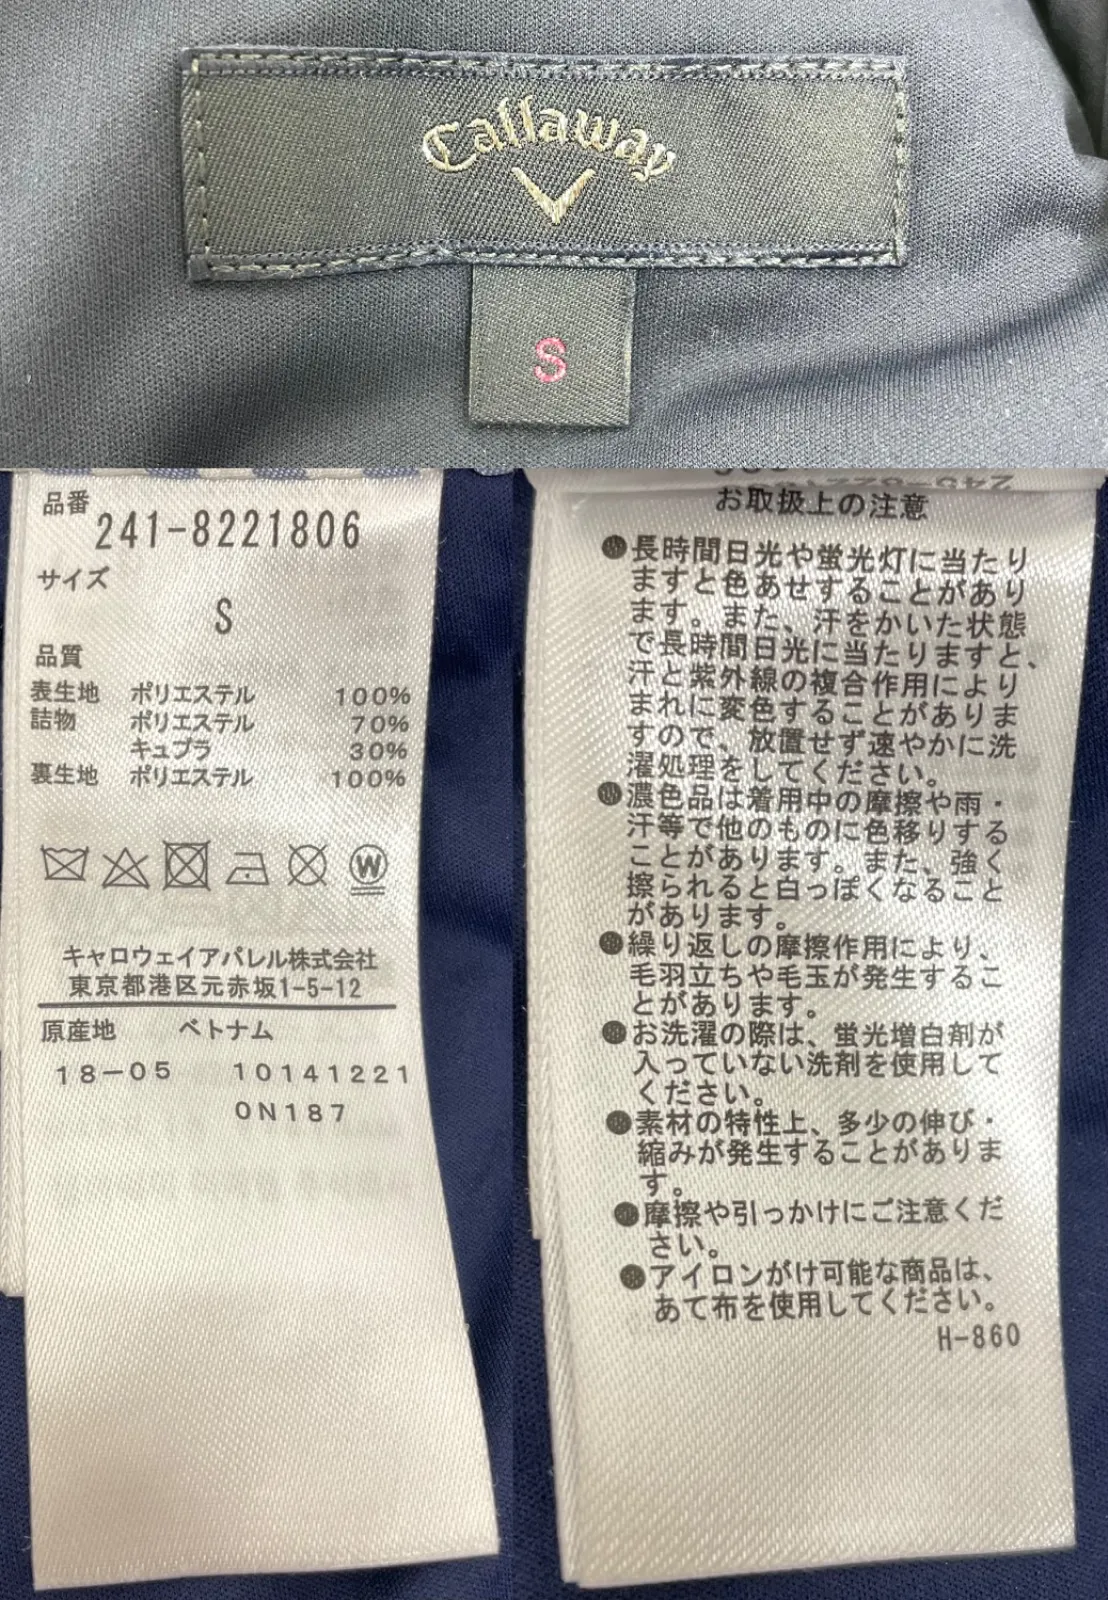 Callaway
S
品番
241-8221806
サイズ
S
品質
表生地 ポリエステル 100%
詰物 ポリエステル 70%
キュプラ 30%
裏生地 ポリエステル 100%
W
キャロウェイアパレル株式会社
東京都港区元赤坂1-5-12
原産地 ベトナム
18-05 10141221
0N187
お取扱上の注意
●長時間日光や蛍光灯に当たり
ますと色あせすることがあり
ます。また、汗をかいた状態
で長時間日光に当たりますと、
汗と紫外線の複合作用により
まれに変色することがありま
すので、放置せず速やかに洗
濯処理をしてください。
●濃色品は着用中の摩擦や雨・
汗等で他のものに色移りする
ことがあります。また、強く
擦られると白っぽくなること
があります。
●繰り返しの摩擦作用により、
毛羽立ちや毛玉が発生するこ
とがあります。
●お洗濯の際は、蛍光増白剤が
入っていない洗剤を使用して
ください。
●素材の特性上、多少の伸び・
縮みが発生することがありま
す。
●摩擦や引っかけにご注意くだ
さい。
●アイロンがけ可能な商品は、
あて布を使用してください。
H-860